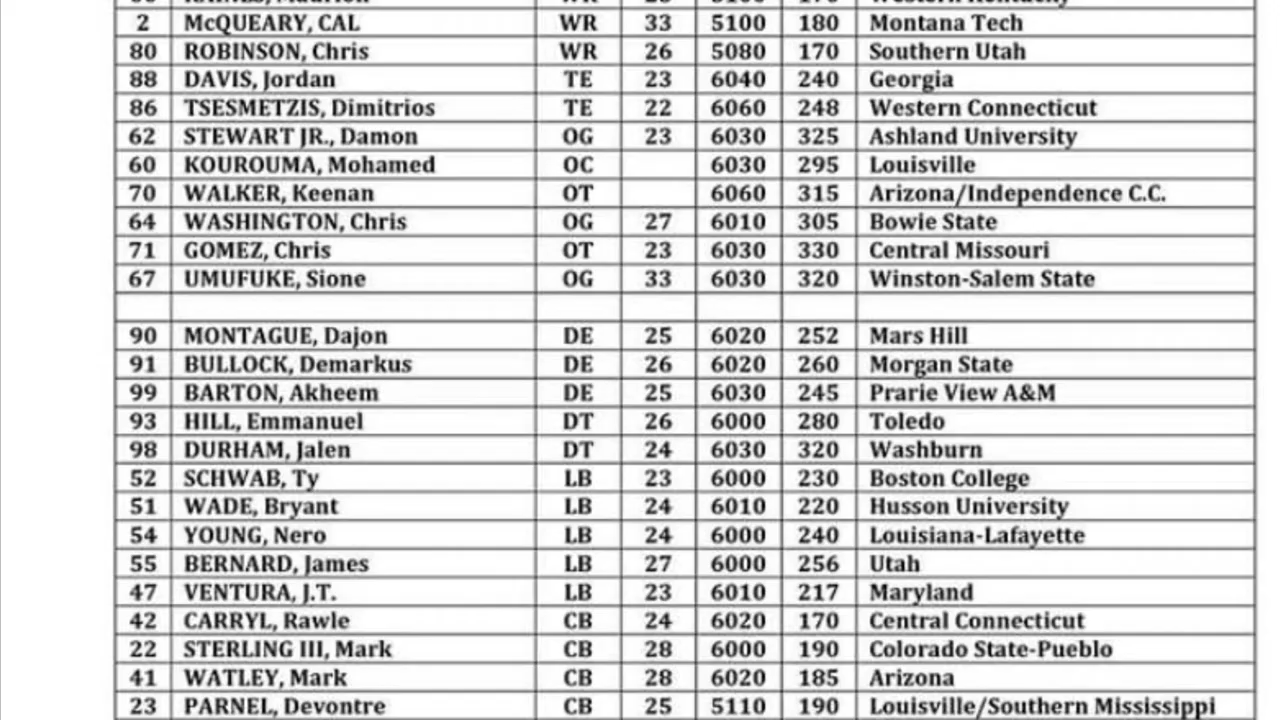 2 McQUEARY, CAL WR 33 5100 180 Montana Tech
80 ROBINSON, Chris WR 26 5080 170 Southern Utah
88 DAVIS, Jordan TE 23 6040 240 Georgia
86 TSESMETZIS, Dimitrios TE 22 6060 248 Western Connecticut
62 STEWART JR., Damon OG 23 6030 325 Ashland University
60 KOUROUMA, Mohamed OC 6030 295 Louisville
70 WALKER, Keenan OT 6060 315 Arizona/Independence C.C.
64 WASHINGTON, Chris OG 27 6010 305 Bowie State
71 GOMEZ, Chris OT 23 6030 330 Central Missouri
67 UMUFUKE, Sione OG 33 6030 320 Winston-Salem State
90 MONTAGUE, Dajon DE 25 6020 252 Mars Hill
91 BULLOCK, Demarkus DE 26 6020 260 Morgan State
99 BARTON, Akheem DE 25 6030 245 Prarie View A&M
93 HILL, Emmanuel DT 26 6000 280 Toledo
98 DURHAM, Jalen DT 24 6030 320 Washburn
52 SCHWAB, Ty LB 23 6000 230 Boston College
51 WADE, Bryant LB 24 6010 220 Husson University
54 YOUNG, Nero LB 24 6000 240 Louisiana-Lafayette
55 BERNARD, James LB 27 6000 256 Utah
47 VENTURA, J.T. LB 23 6010 217 Maryland
42 CARRYL, Rawle CB 24 6020 170 Central Connecticut
22 STERLING III, Mark CB 28 6000 190 Colorado State-Pueblo
41 WATLEY, Mark CB 28 6020 185 Arizona
23 PARNEL, Devontre CB 25 5110 190 Louisville/Southern Mississippi